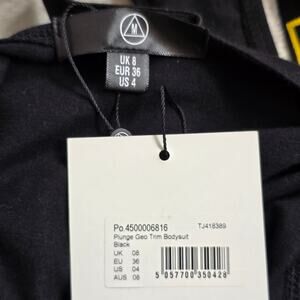 M
UK 8
EUR 36
US 4
Po.4500006816 TJ418389
Plunge Geo Trim Bodysuit
Black
UK 08
EU 36
US 04
AUS 08
5 057700 350428